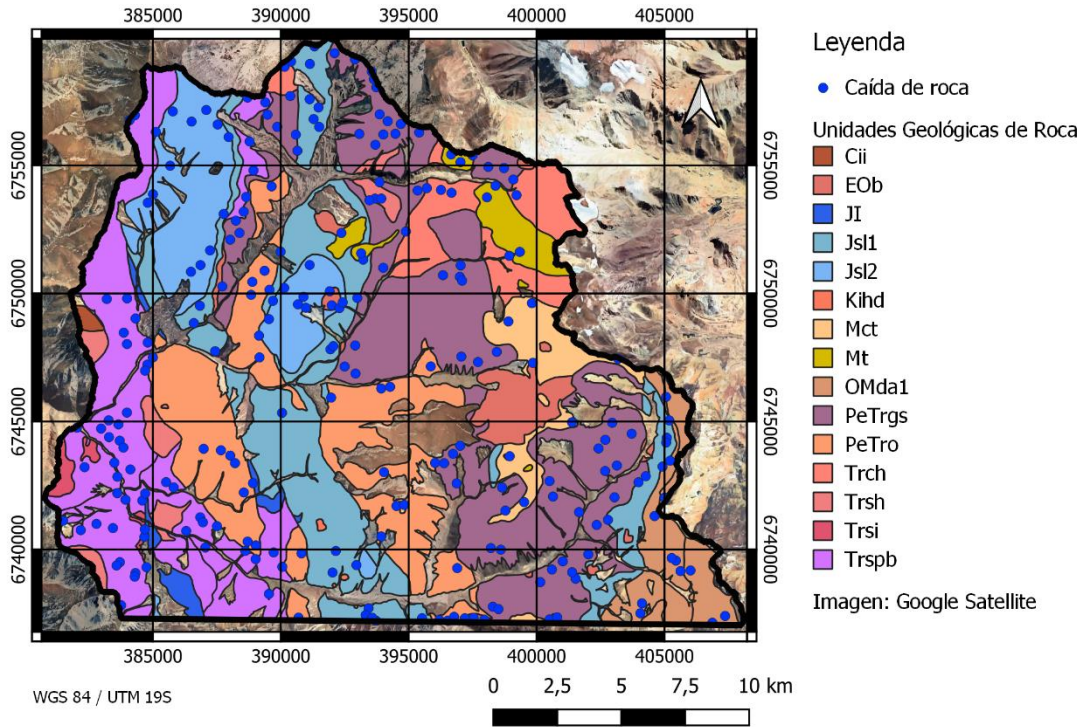 385000 390000 395000 400000 405000
6755000
6750000
6745000
6740000
6755000
6750000
6745000
6740000
385000 390000 395000 400000 405000
Leyenda
Caída de roca
Unidades Geológicas de Roca
Cii
EOb
JI
Jsl1
Jsl2
Kihd
Mct
Mt
OMda1
PeTrgs
PeTro
Trch
Trsh
Trsi
Trspb
Imagen: Google Satellite
WGS 84 / UTM 19S
0 2,5 5 7,5 10 km